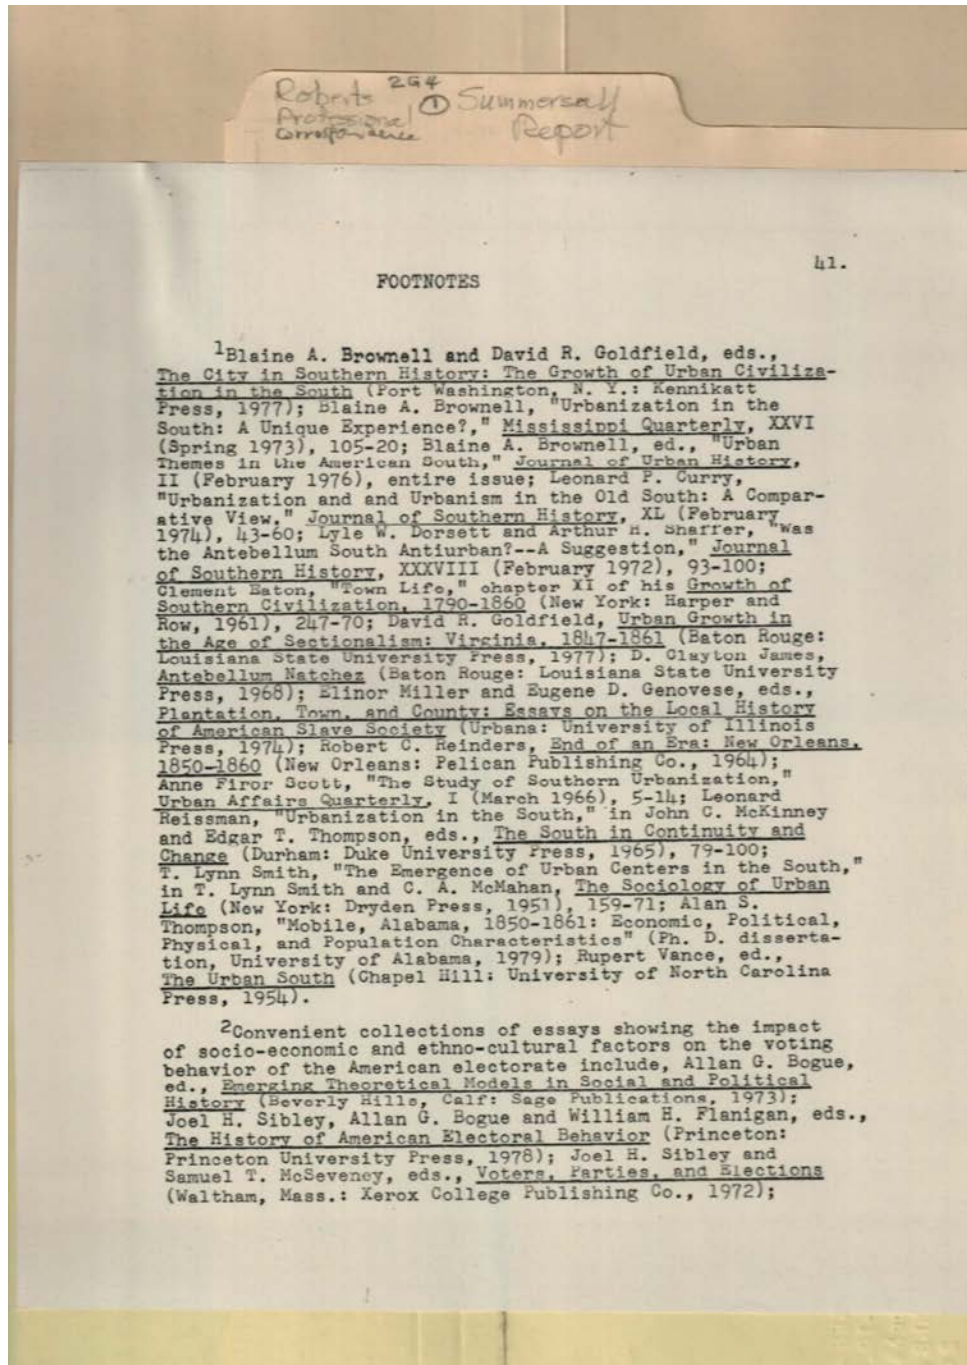 2G4
Roberts ① Summersell
Professional Report
Correspondence
41.
FOOTNOTES
1Blaine A. Brownell and David R. Goldfield, eds.,
The City in Southern History: The Growth of Urban Civiliza-
tion in the South (Port Washington, N. Y.: Kennikatt
Press, 1977); Blaine A. Brownell, "Urbanization in the
South: A Unique Experience?," Mississippi Quarterly, XXVI
(Spring 1973), 105-20; Blaine A. Brownell, ed., "Urban
Themes in the American South," Journal of Urban History,
II (February 1976), entire issue; Leonard P. Curry,
"Urbanization and and Urbanism in the Old South: A Compar-
ative View," Journal of Southern History, XL (February
1974), 43-60; Lyle W. Dorsett and Arthur H. Shaffer, "Was
the Antebellum South Antiurban?--A Suggestion," Journal
of Southern History, XXXVIII (February 1972), 93-100;
Clement Eaton, "Town Life," chapter XI of his Growth of
Southern Civilization, 1790-1860 (New York: Harper and
Row, 1961), 247-70; David R. Goldfield, Urban Growth in
the Age of Sectionalism: Virginia, 1847-1861 (Baton Rouge:
Louisiana State University Press, 1977); D. Clayton James,
Antebellum Natchez (Baton Rouge: Louisiana State University
Press, 1968); Elinor Miller and Eugene D. Genovese, eds.,
Plantation, Town, and County: Essays on the Local History
of American Slave Society (Urbana: University of Illinois
Press, 1974); Robert C. Reinders, End of an Era: New Orleans,
1850-1860 (New Orleans: Pelican Publishing Co., 1964);
Anne Firor Scott, "The Study of Southern Urbanization,"
Urban Affairs Quarterly, I (March 1966), 5-14; Leonard
Reissman, "Urbanization in the South," in John C. McKinney
and Edgar T. Thompson, eds., The South in Continuity and
Change (Durham: Duke University Press, 1965), 79-100;
T. Lynn Smith, "The Emergence of Urban Centers in the South,"
in T. Lynn Smith and C. A. McMahan, The Sociology of Urban
Life (New York: Dryden Press, 1951), 159-71; Alan S.
Thompson, "Mobile, Alabama, 1850-1861: Economic, Political,
Physical, and Population Characteristics" (Ph. D. disserta-
tion, University of Alabama, 1979); Rupert Vance, ed.,
The Urban South (Chapel Hill: University of North Carolina
Press, 1954).
2Convenient collections of essays showing the impact
of socio-economic and ethno-cultural factors on the voting
behavior of the American electorate include, Allan G. Bogue,
ed., Emerging Theoretical Models in Social and Political
History (Beverly Hills, Calf: Sage Publications, 1973);
Joel H. Sibley, Allan G. Bogue and William H. Flanigan, eds.,
The History of American Electoral Behavior (Princeton:
Princeton University Press, 1978); Joel H. Sibley and
Samuel T. McSeveney, eds., Voters, Parties, and Elections
(Waltham, Mass.: Xerox College Publishing Co., 1972);